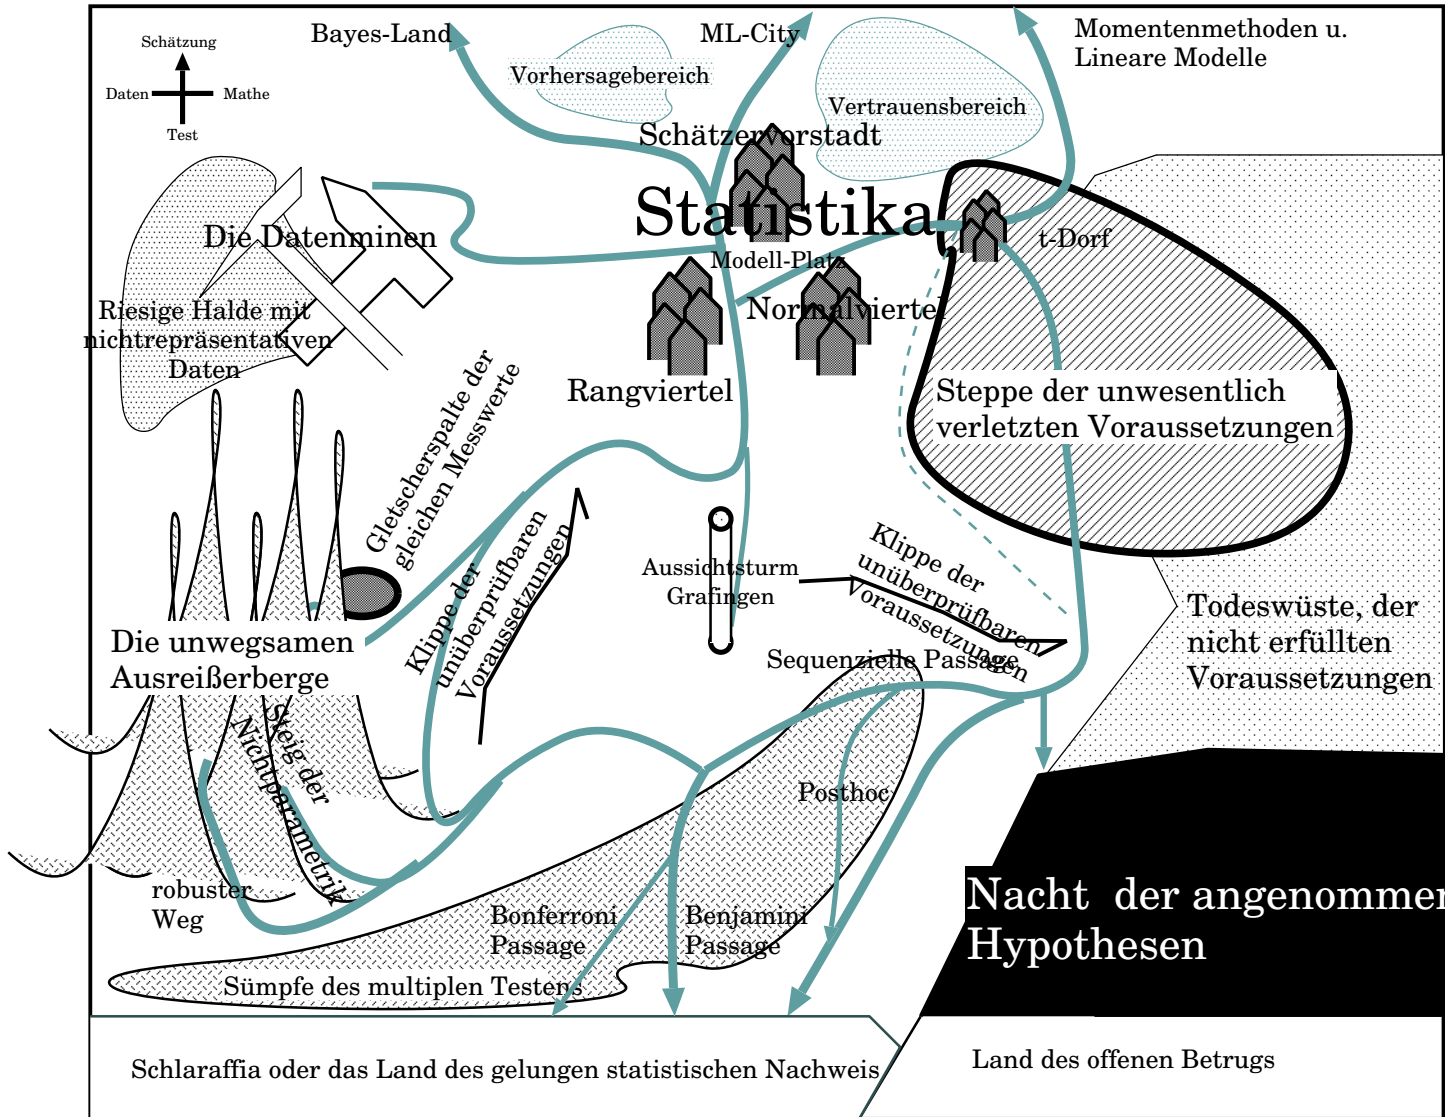 Bayes-Land
ML-City
Momentenmethoden u.
Lineare Modelle
Schätzung
Daten
Mathe
Test
Vorhersagebereich
Vertrauensbereich
Schätzervorstadt
Statistika
Die Datenminen
t-Dorf
Modell-Platz
Normalviertel
Riesige Halde mit
nichtrepräsentativen
Daten
Rangviertel
Steppe der unwesentlich
verletzten Voraussetzungen
Gletscherspalte der
gleichen Messwerte
Klippe der
unüberprüfbaren
Voraussetzungen
Aussichtsturm
Grafingen
Klippe der
unüberprüfbaren
Voraussetzungen
Todeswüste, der
nicht erfüllten
Voraussetzungen
Die unwegsamen
Ausreißerberge
Sequenzielle Passage
Steig der
Nichtparametrik
Posthoc
robuster
Weg
Bonferroni
Passage
Benjamini
Passage
Nacht der angenommen
Hypothesen
Sümpfe des multiplen Testens
Schlaraffia oder das Land des gelungen statistischen Nachweis
Land des offenen Betrugs